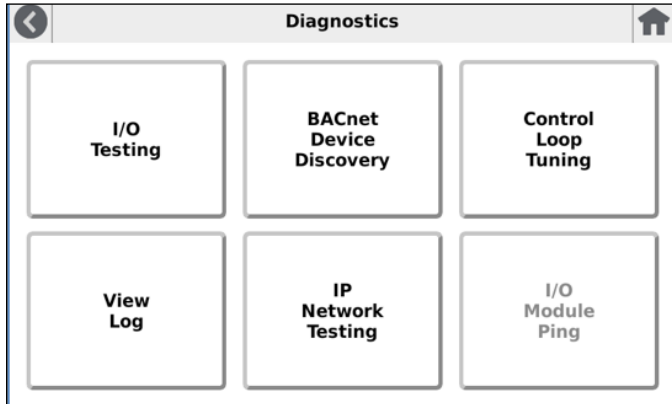 Diagnostics
I/O
Testing
BACnet
Device
Discovery
Control
Loop
Tuning
View
Log
IP
Network
Testing
I/O
Module
Ping